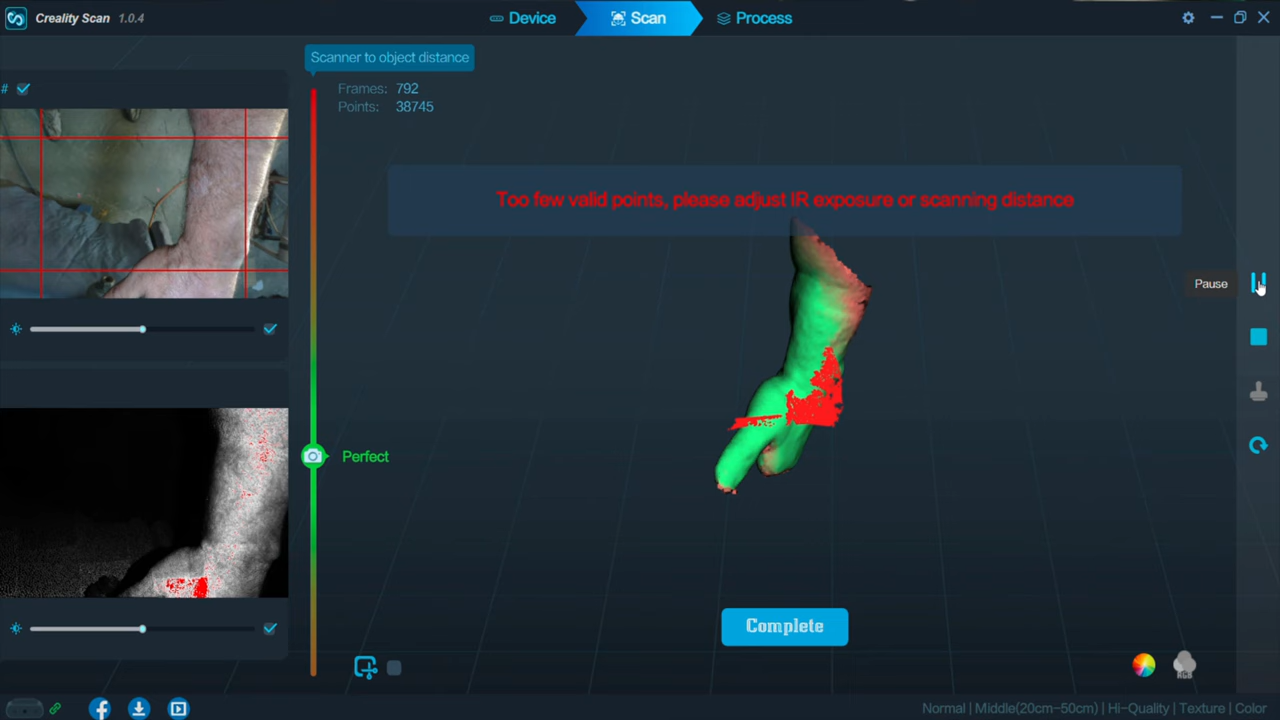 Creality Scan 1.0.4
Device
Scan
Process
Scanner to object distance
#
Frames: 792
Points: 38745
Too few valid points, please adjust IR exposure or scanning distance
Pause
Perfect
Complete
RGB
Normal | Middle(20cm-50cm) | Hi-Quality | Texture | Color